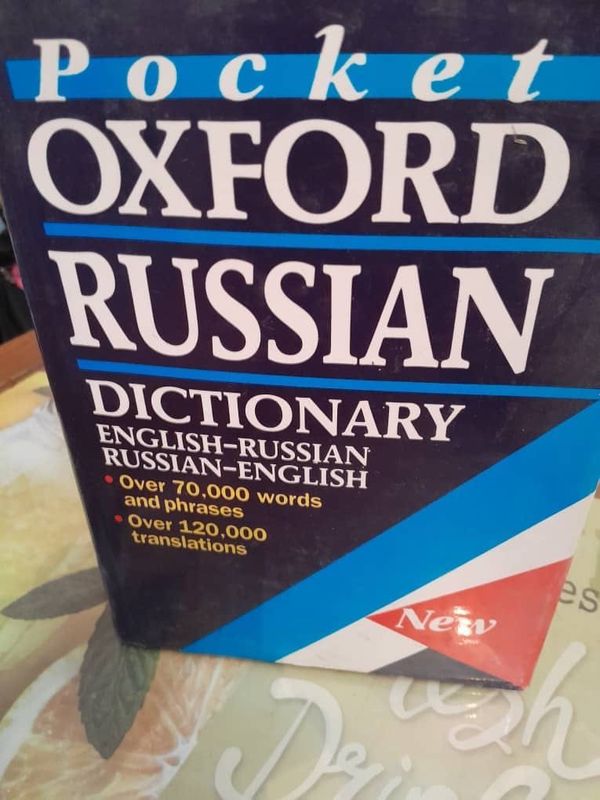 Pocket
OXFORD
RUSSIAN
DICTIONARY
ENGLISH-RUSSIAN
RUSSIAN-ENGLISH
• Over 70,000 words
and phrases
• Over 120,000
translations
New